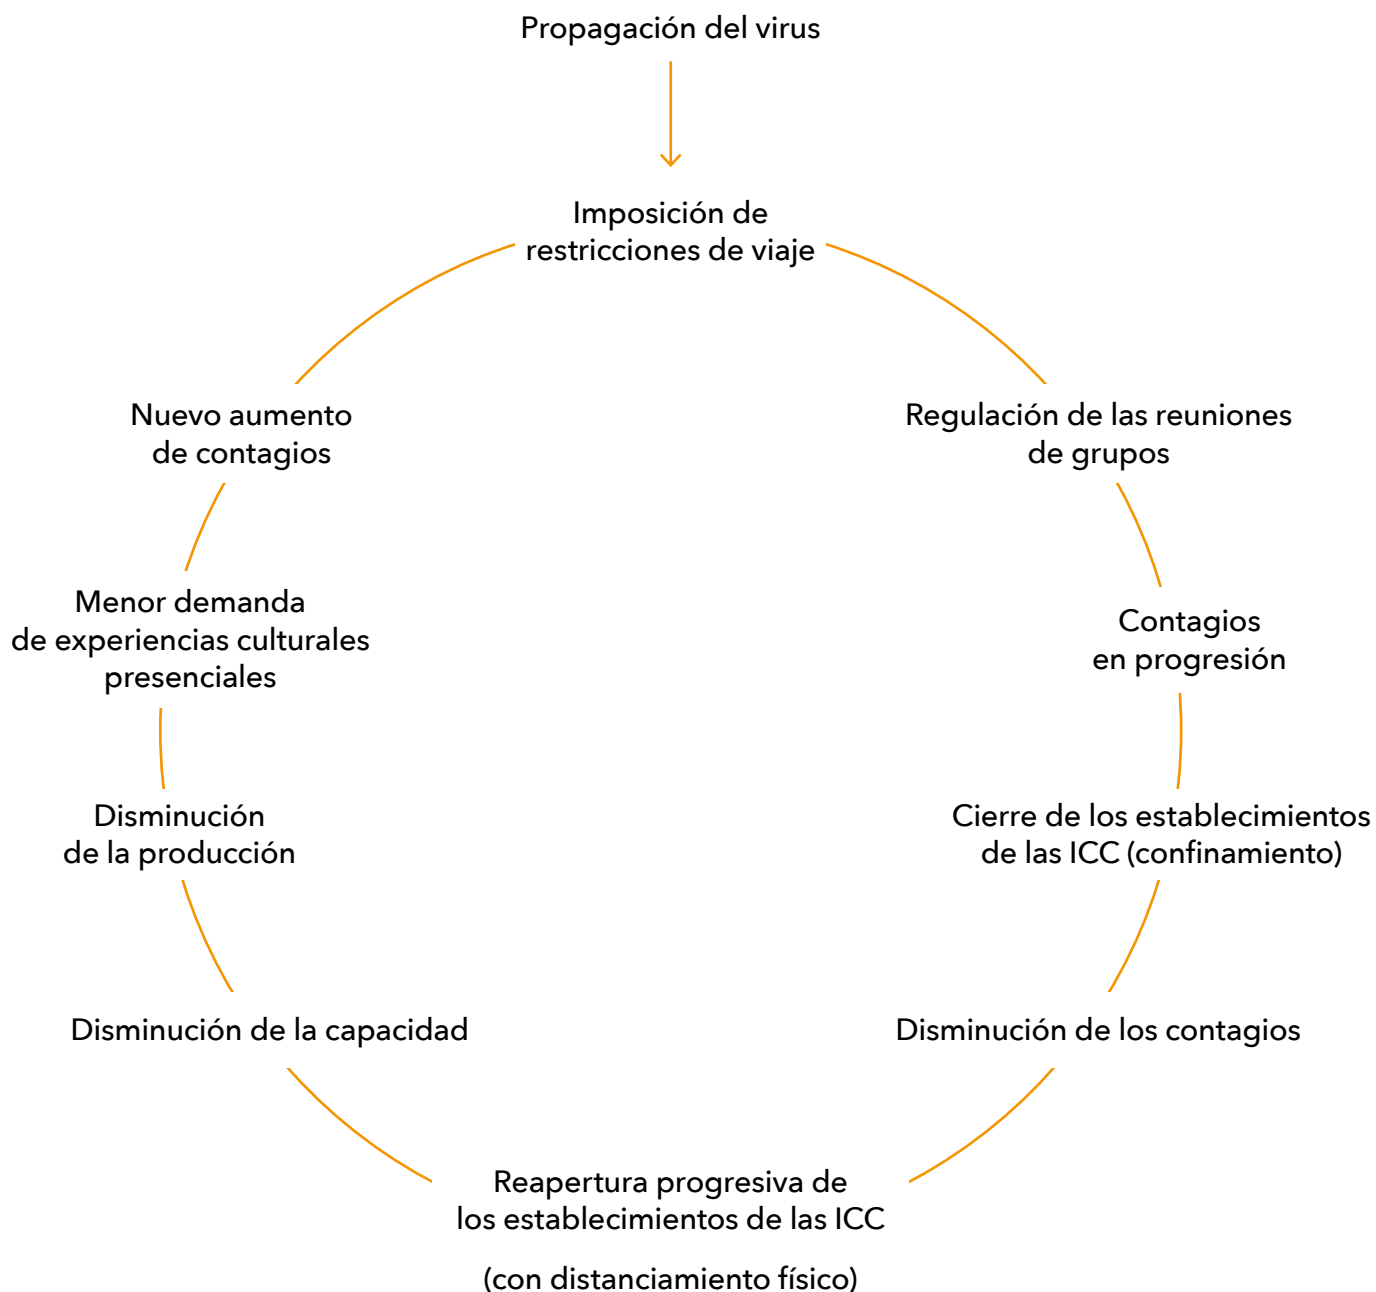 Propagación del virus
Imposición de
restricciones de viaje
Regulación de las reuniones
de grupos
Contagios
en progresión
Cierre de los establecimientos
de las ICC (confinamiento)
Disminución de los contagios
Reapertura progresiva de
los establecimientos de las ICC
(con distanciamiento físico)
Disminución de la capacidad
Disminución
de la producción
Menor demanda
de experiencias culturales
presenciales
Nuevo aumento
de contagios